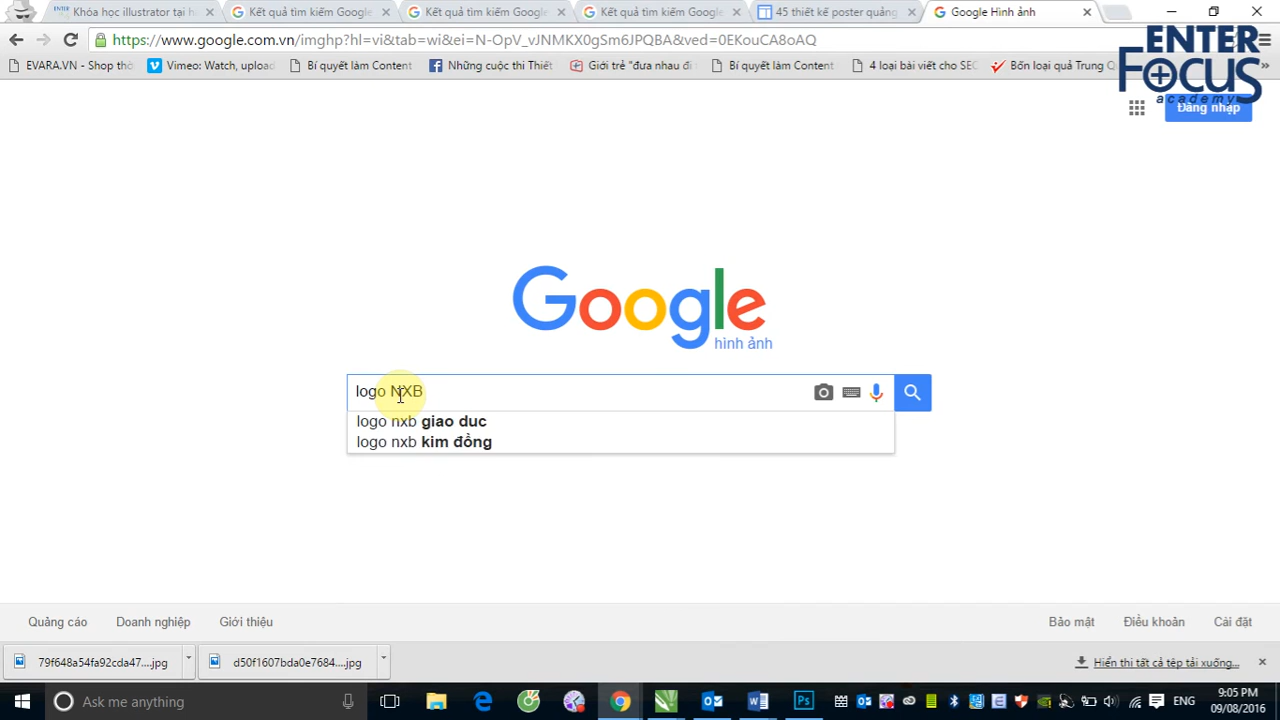 Khóa học illustrator tại h
Kết quả tìm kiếm Google
Kết quả tìm kiếm Google
Kết quả tìm kiếm Google
45 thiết kế poster quảng
Google Hình ảnh
https://www.google.com.vn/imghp?hl=vi&tab=wi&ei=OpV_V_MKX0gSm6JPQBA&ved=0EKouCA8oAQ
EVARA.VN - Shop thờ
Vimeo: Watch, upload
Bí quyết làm Content
Những cuộc thi Thiết
Giới trẻ "đưa nhau đi
Bí quyết làm Content
4 loại bài viết cho SEO
Bốn loại quả Trung Qu
ENTER
FOCUS
academy
Đăng nhập
Google
hình ảnh
logo NXB
logo nxb giao duc
logo nxb kim đồng
Quảng cáo
Doanh nghiệp
Giới thiệu
Bảo mật
Điều khoản
Cài đặt
79f648a54fa92cda47....jpg
d50f1607bda0e7684....jpg
Hiển thị tất cả tệp tải xuống...
Ask me anything
ENG
9:05 PM
09/08/2016